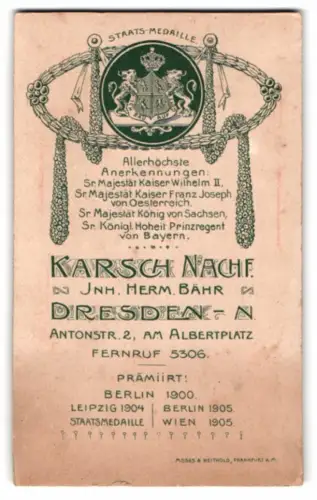 STAATS-MEDAILLE
Allerhöchste
Anerkennungen:
Sr. Majestät Kaiser Wilhelm II.
Sr. Majestät Kaiser Franz Joseph
von Oesterreich.
Sr. Majestät König von Sachsen,
Sr. Königl. Hoheit Prinzregent
von Bayern.
KARSCH NACHF.
JNH. HERM. BÄHR
DRESDEN-N.
ANTONSTR. 2, AM ALBERTPLATZ
FERNRUF 5306.
PRÄMIIRT:
BERLIN 1900.
LEIPZIG 1904 | BERLIN 1905.
STAATSMEDAILLE | WIEN 1905.
FRANKFURT A. M.